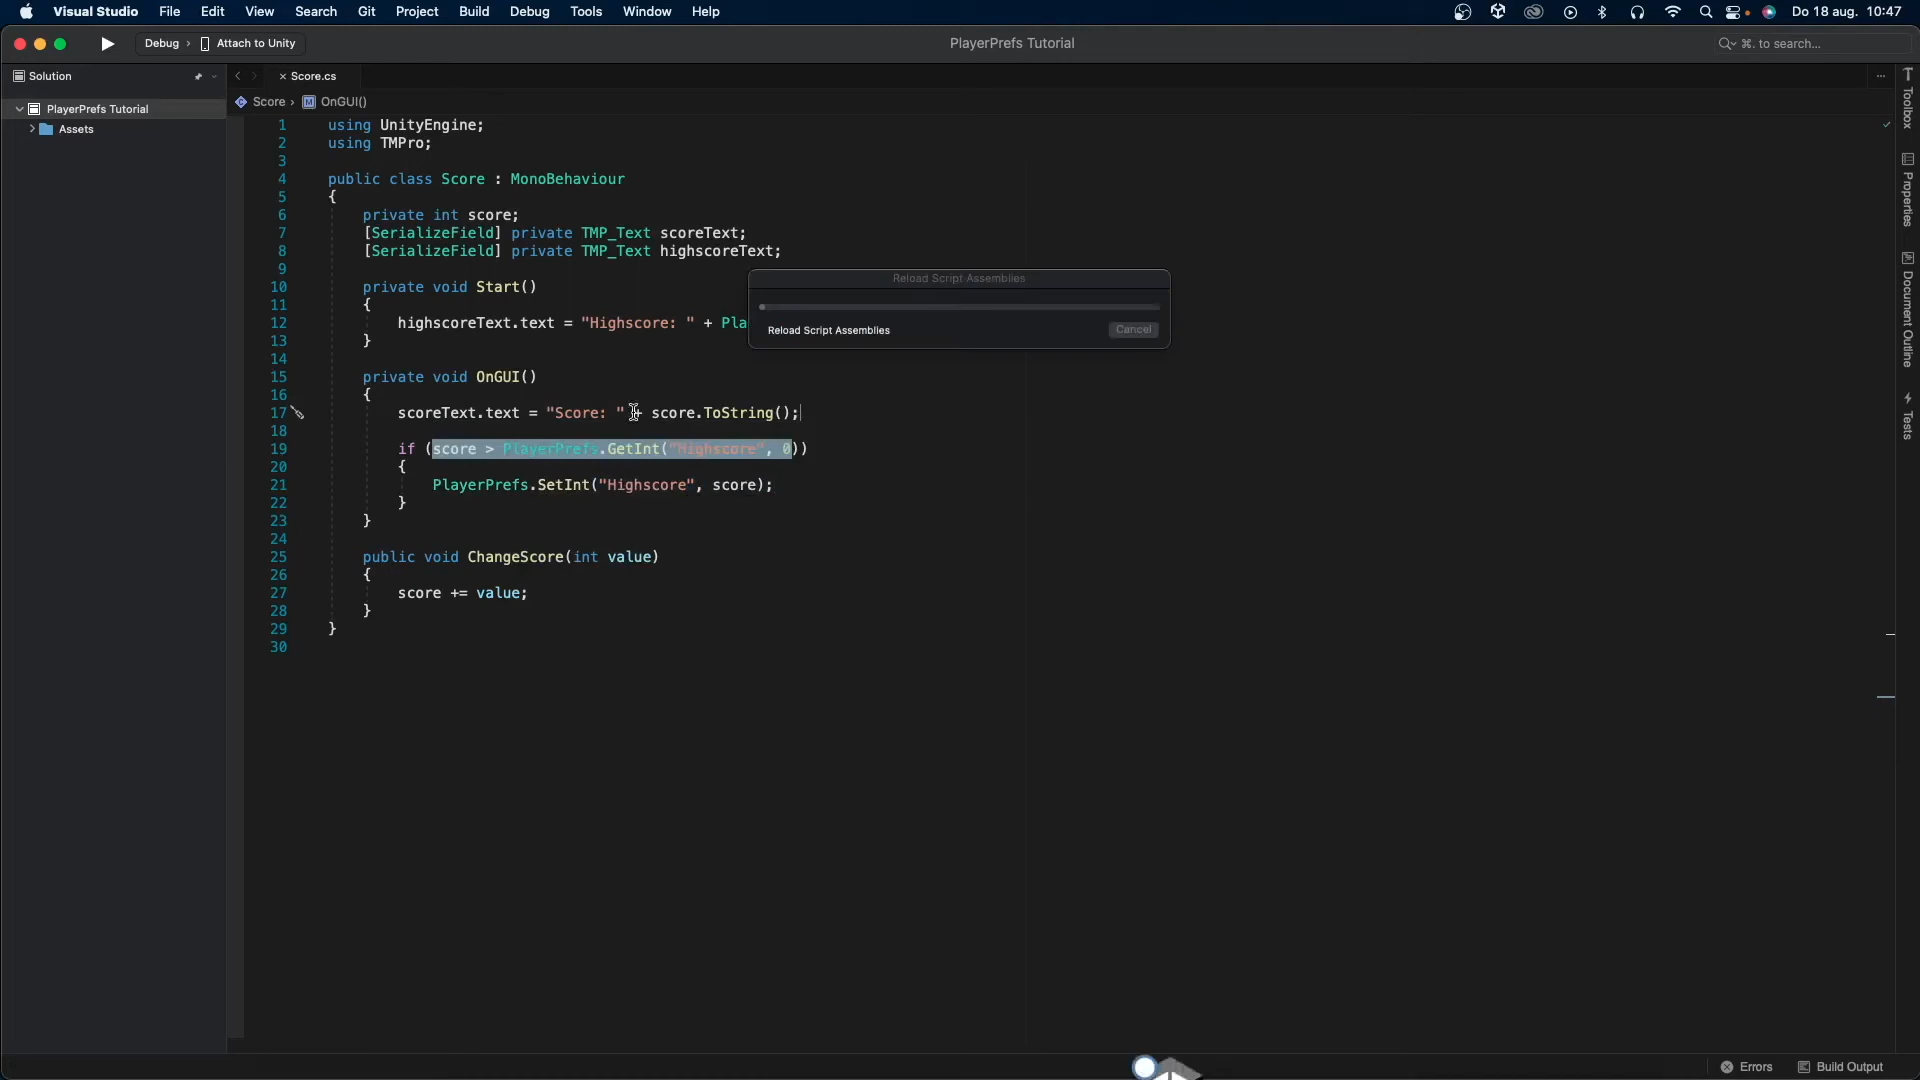 Visual Studio File Edit View Search Git Project Build Debug Tools Window Help Do 18 aug. 10:47
Debug › Attach to Unity PlayerPrefs Tutorial ⌘. to search...
Solution
PlayerPrefs Tutorial
Assets
× Score.cs
Score › M OnGUI()
1 using UnityEngine;
2 using TMPro;
3
4 public class Score : MonoBehaviour
5 {
6 private int score;
7 [SerializeField] private TMP_Text scoreText;
8 [SerializeField] private TMP_Text highscoreText;
9
10 private void Start()
11 {
12 highscoreText.text = "Highscore: " + Pla
13 }
14
15 private void OnGUI()
16 {
17 scoreText.text = "Score: " + score.ToString();
18
19 if (score > PlayerPrefs.GetInt("Highscore", 0))
20 {
21 PlayerPrefs.SetInt("Highscore", score);
22 }
23 }
24
25 public void ChangeScore(int value)
26 {
27 score += value;
28 }
29 }
30
Reload Script Assemblies
Reload Script Assemblies Cancel
Toolbox
Properties
Document Outline
Tests
Errors Build Output